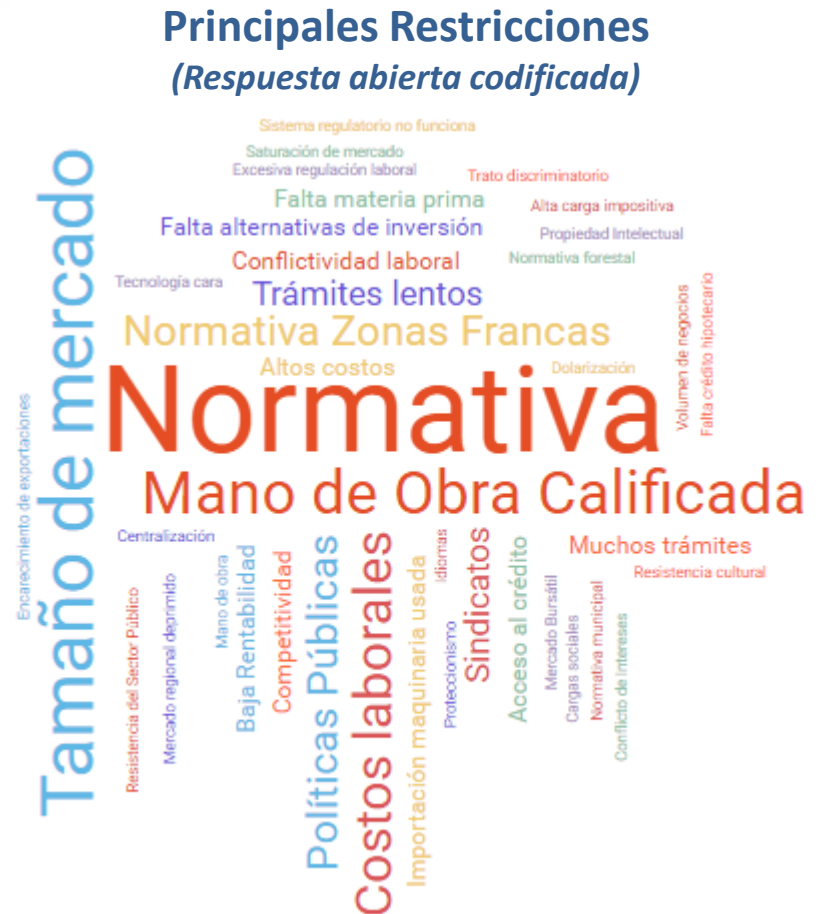 Principales Restricciones
(Respuesta abierta codificada)
Sistema regulatorio no funciona
Saturación de mercado
Excesiva regulación laboral
Trato discriminatorio
Falta materia prima
Alta carga impositiva
Falta alternativas de inversión
Propiedad Intelectual
Conflictividad laboral
Normativa forestal
Tecnología cara
Trámites lentos
Normativa Zonas Francas
Altos costos
Dolarización
Volumen de negocios
Falta crédito hipotecario
Tamaño de mercado
Encarecimiento de exportaciones
Normativa
Mano de Obra Calificada
Centralización
Muchos trámites
Resistencia cultural
Resistencia del Sector Público
Mercado regional deprimido
Mano de obra
Baja Rentabilidad
Competitividad
Políticas Públicas
Costos laborales
Importación maquinaria usada
Idiomas
Proteccionismo
Sindicatos
Acceso al crédito
Mercado Bursátil
Cargas sociales
Normativa municipal
Conflicto de Intereses